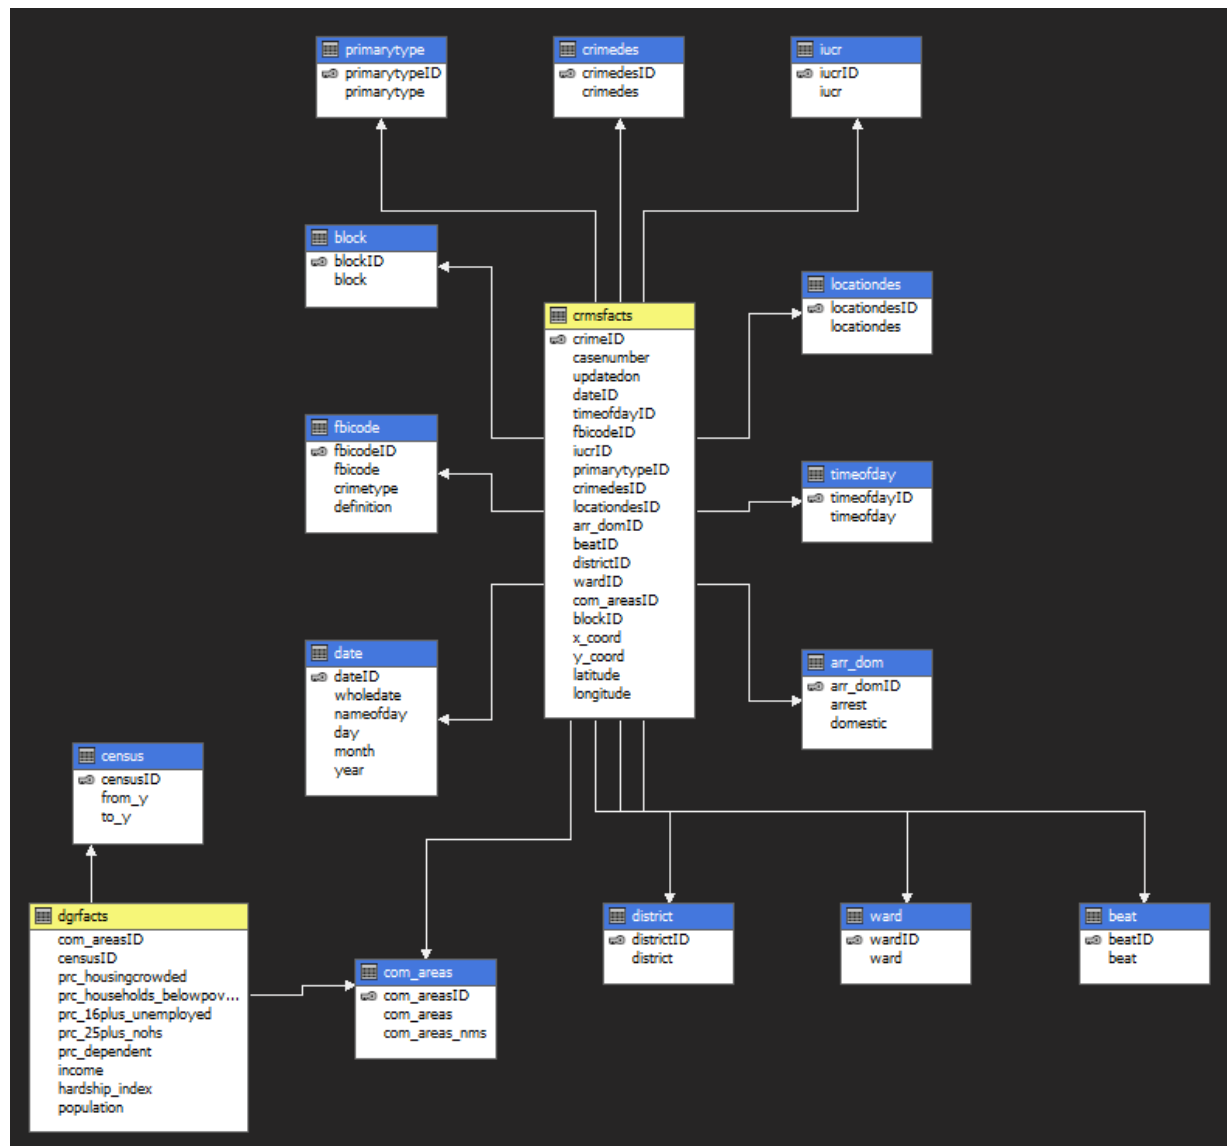 primarytype
primarytypeID
primarytype
crimedes
crimedesID
crimedes
iucr
iucrID
iucr
block
blockID
block
locationdes
locationdesID
locationdes
crmsfacts
crimeID
casenumber
updatedon
dateID
timeofdayID
fbicodeID
iucrID
primarytypeID
crimedesID
locationdesID
arr_domID
beatID
districtID
wardID
com_areasID
blockID
x_coord
y_coord
latitude
longitude
fbicode
fbicodeID
fbicode
crimetype
definition
timeofday
timeofdayID
timeofday
date
dateID
wholedate
nameofday
day
month
year
arr_dom
arr_domID
arrest
domestic
census
censusID
from_y
to_y
dgrfacts
com_areasID
censusID
prc_housingcrowded
prc_households_belowpov...
prc_16plus_unemployed
prc_25plus_nohs
prc_dependent
income
hardship_index
population
com_areas
com_areasID
com_areas
com_areas_nms
district
districtID
district
ward
wardID
ward
beat
beatID
beat